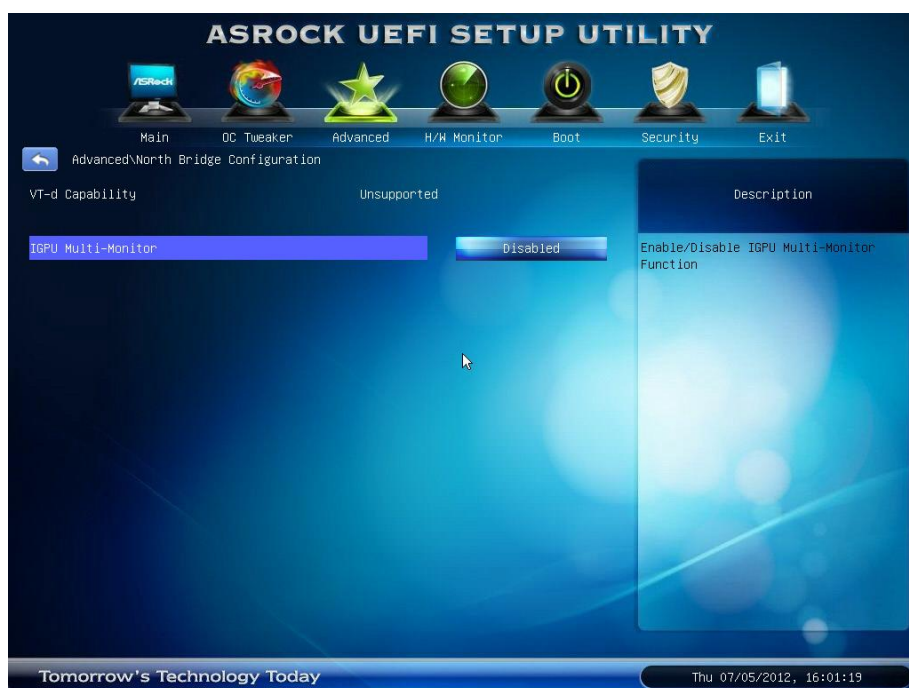 ASROCK UEFI SETUP UTILITY
ASRock
Main OC Tweaker Advanced H/W Monitor Boot Security Exit
Advanced\North Bridge Configuration
VT-d Capability Unsupported
Description
IGPU Multi-Monitor Disabled
Enable/Disable IGPU Multi-Monitor
Function
Tomorrow's Technology Today
Thu 07/05/2012, 16:01:19